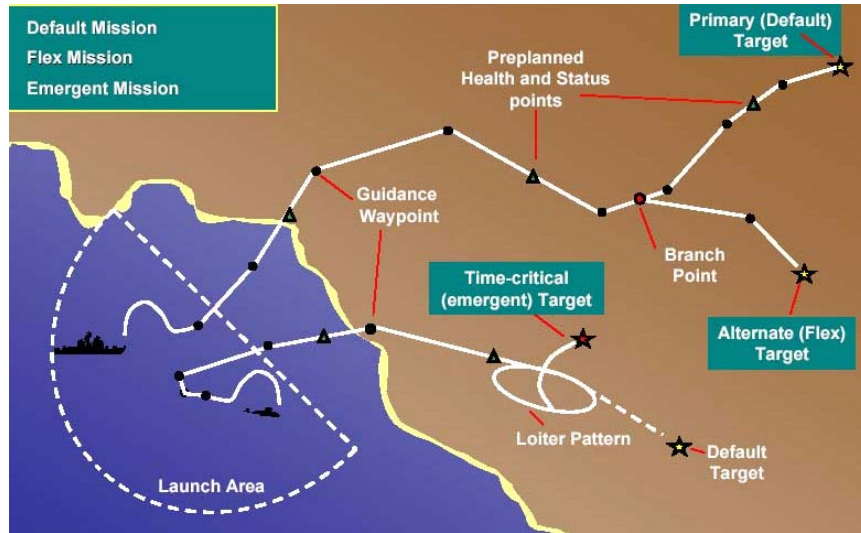 Default Mission
Flex Mission
Emergent Mission
Primary (Default)
Target
Preplanned
Health and Status
points
Guidance
Waypoint
Branch
Point
Time-critical
(emergent) Target
Alternate (Flex)
Target
Loiter Pattern
Default
Target
Launch Area